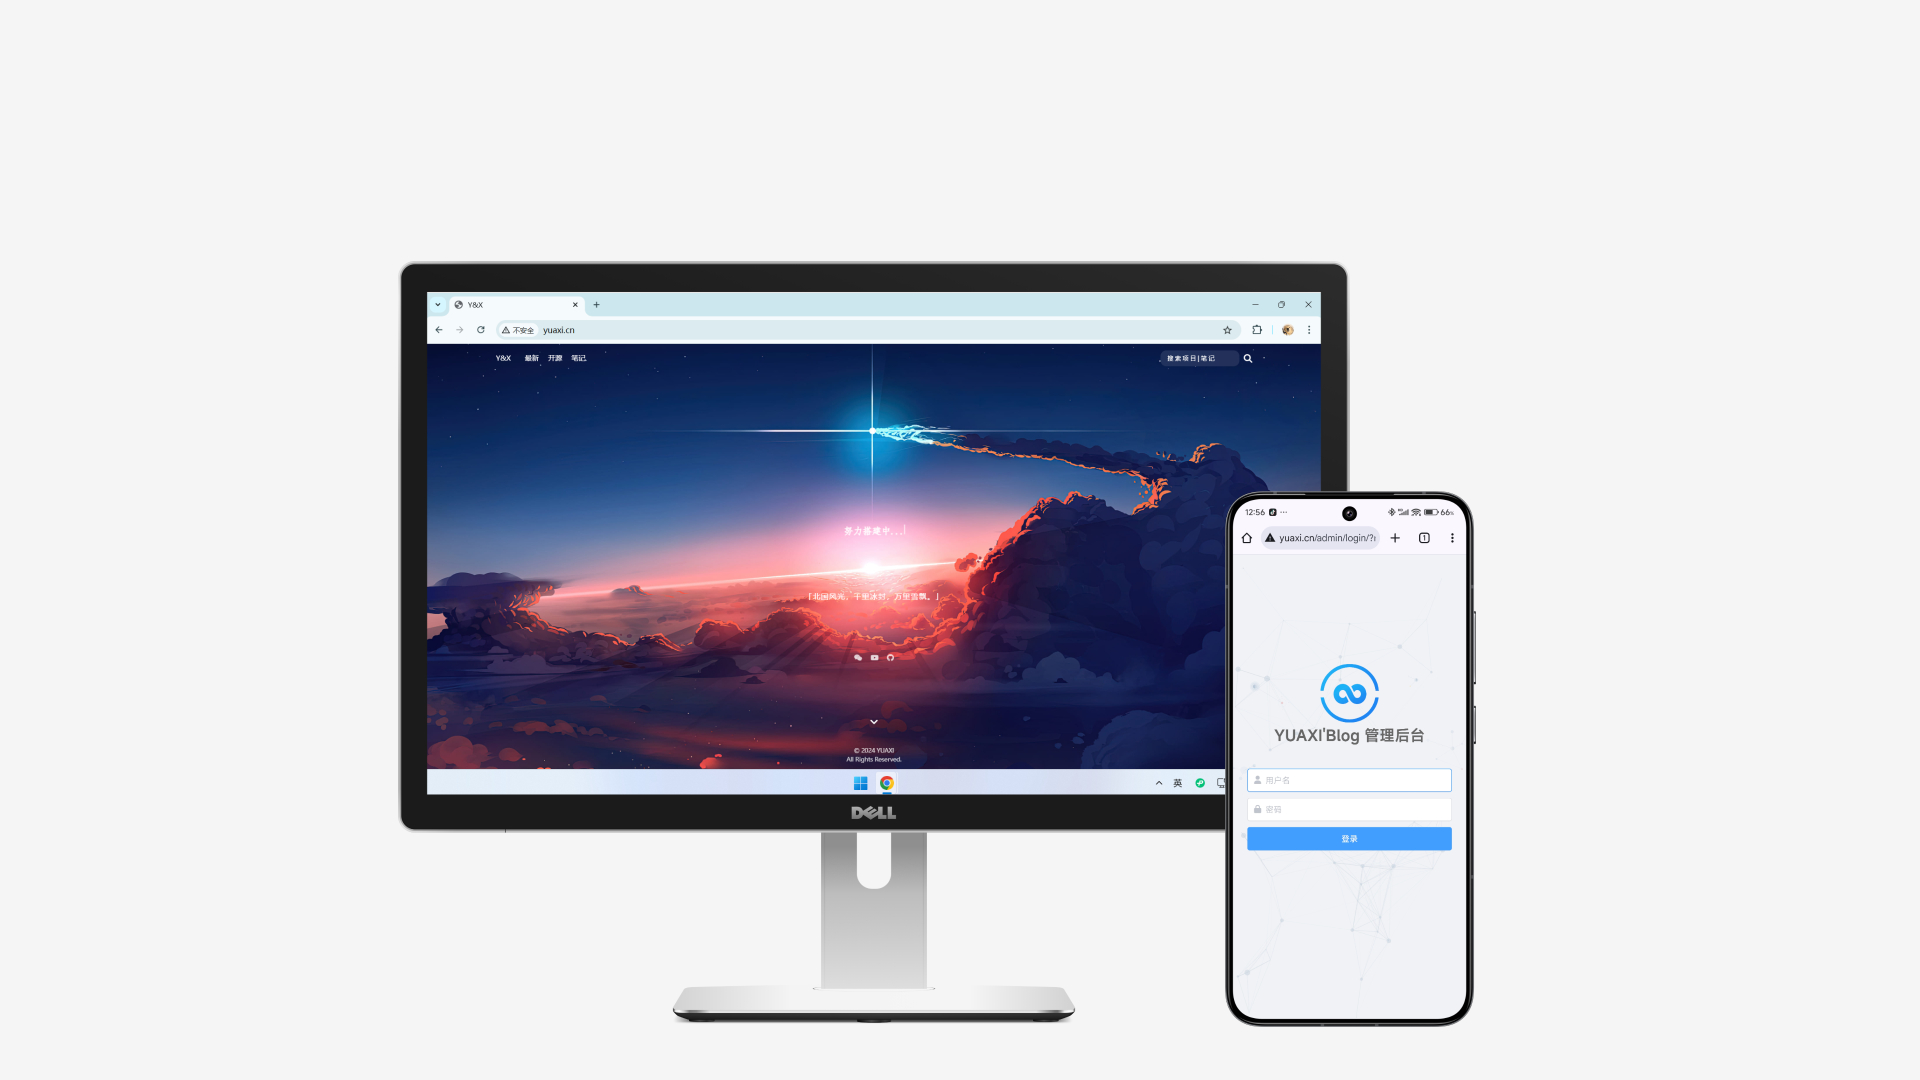 Y&X
不安全 yuaxi.cn
Y&X 最新 开源 笔记
搜索项目|笔记
努力搭建中...|
「北国风光，千里冰封，万里雪飘。」
© 2024 YUAXI
All Rights Reserved.
英
DELL
12:56 ··· 66%
yuaxi.cn/admin/login/?
YUAXI'Blog 管理后台
用户名
密码
登录